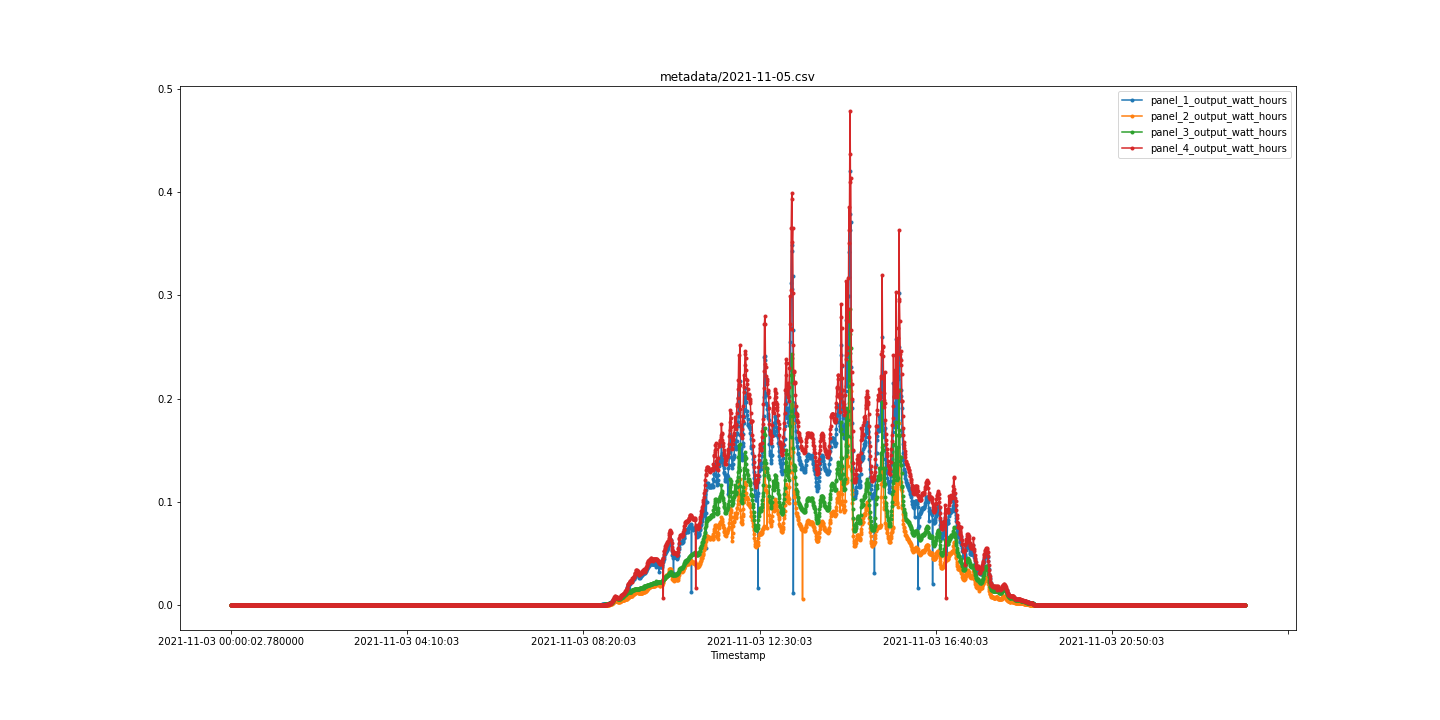 metadata/2021-11-05.csv
0.5
panel_1_output_watt_hours
panel_2_output_watt_hours
panel_3_output_watt_hours
panel_4_output_watt_hours
0.4
0.3
0.2
0.1
0.0
2021-11-03 00:00:02.780000
2021-11-03 04:10:03
2021-11-03 08:20:03
2021-11-03 12:30:03
2021-11-03 16:40:03
2021-11-03 20:50:03
Timestamp